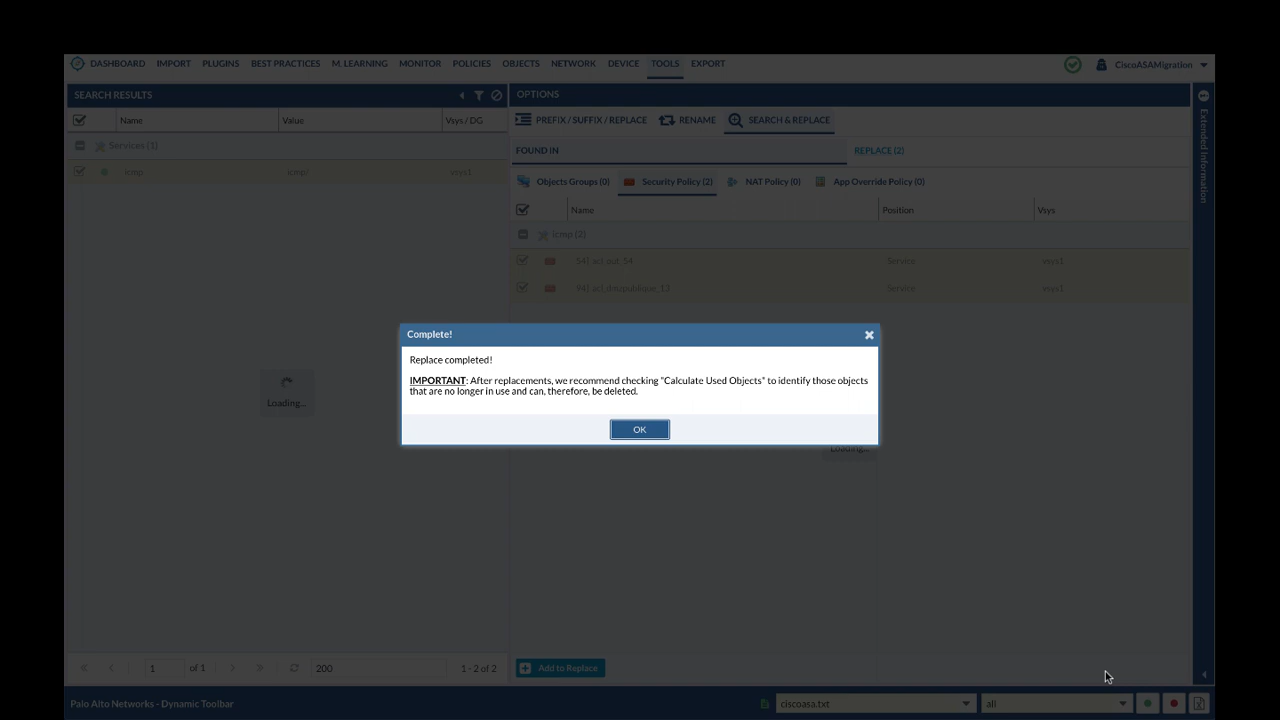 DASHBOARD IMPORT PLUGINS BEST PRACTICES M. LEARNING MONITOR POLICIES OBJECTS NETWORK DEVICE TOOLS EXPORT CiscoASAMigration
SEARCH RESULTS
Name Value Vsys / DG
Services (1)
icmp icmp/ vsys1
1 of 1 200 1 - 2 of 2
OPTIONS
PREFIX / SUFFIX / REPLACE RENAME SEARCH & REPLACE
FOUND IN REPLACE (2)
Objects Groups (0) Security Policy (2) NAT Policy (0) App Override Policy (0)
Name Position Vsys
icmp (2)
54) acl_out_54 Service vsys1
Service vsys1
Loading...
Loading...
Add to Replace
Extended Information
Complete!
Replace completed!
IMPORTANT: After replacements, we recommend checking "Calculate Used Objects" to identify those objects
that are no longer in use and can, therefore, be deleted.
OK
Palo Alto Networks - Dynamic Toolbar ciscoasa.txt all